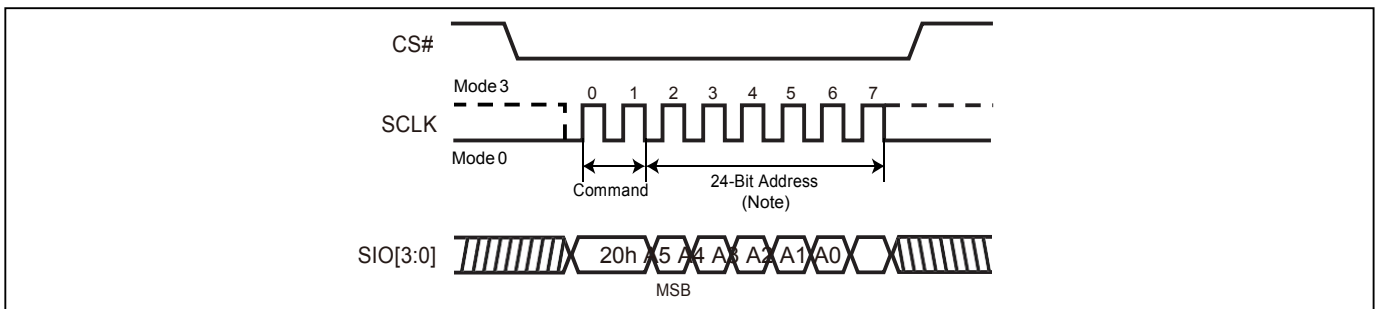 CS#
Mode 3
0 1 2 3 4 5 6 7
SCLK
Mode 0
Command
24-Bit Address
(Note)
SIO[3:0]
20h A5 A4 A3 A2 A1 A0
MSB